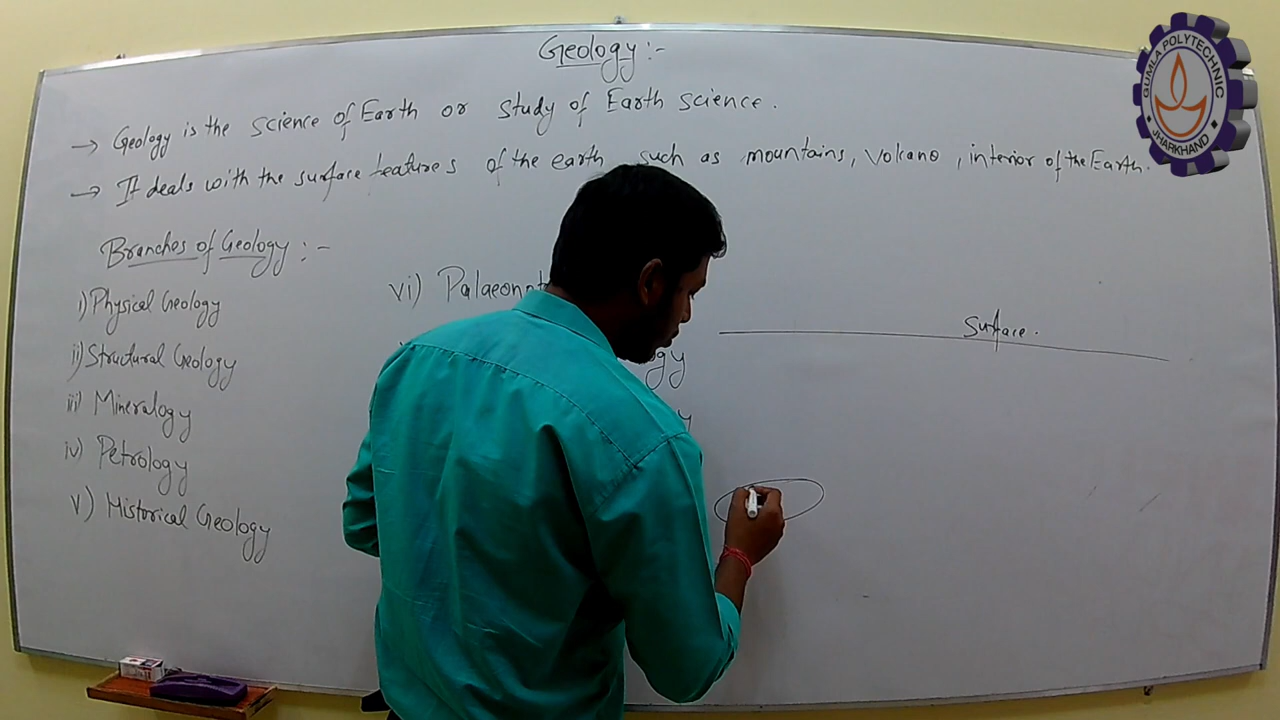 Geology :-
→ Geology is the science of Earth or study of Earth science.
→ It deals with the surface features of the earth such as mountains, Volcano, interior of the Earth.
Branches of Geology :-
i) Physical Geology
ii) Structural Geology
iii) Mineralogy
iv) Petrology
v) Historical Geology
vi) Palaeont
ogy
y
Surface.
GUMLA POLYTECHNIC
JHARKHAND